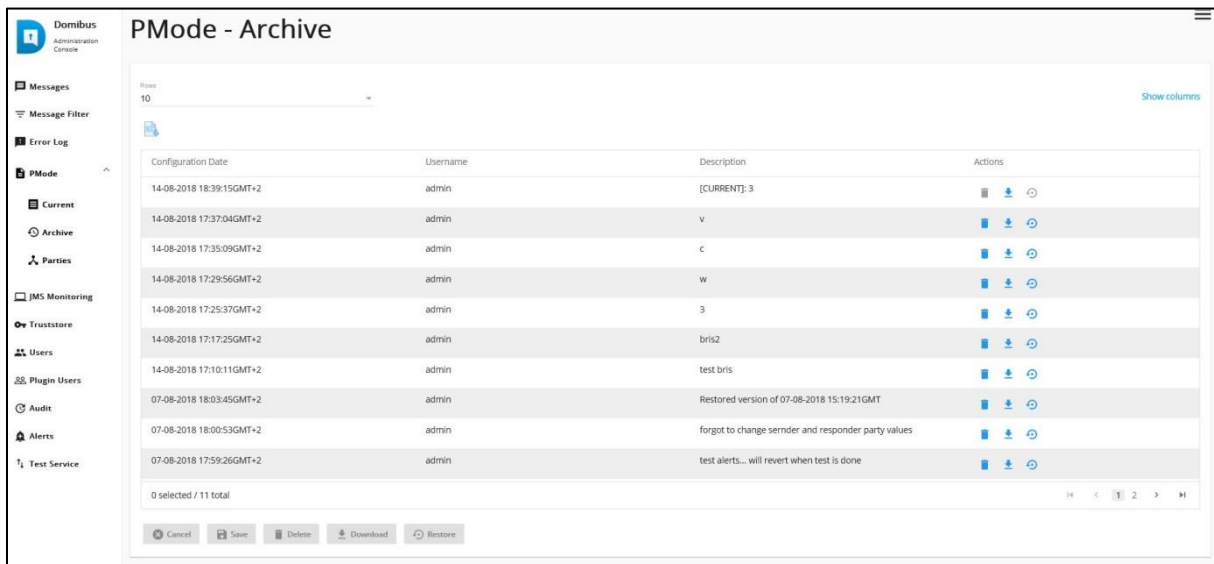 Domibus
Administration
Console
PMode - Archive
Messages
Message Filter
Error Log
PMode
Current
Archive
Parties
JMS Monitoring
Truststore
Users
Plugin Users
Audit
Alerts
Test Service
Rows
10
Show columns
Configuration Date Username Description Actions
14-08-2018 18:39:15GMT+2 admin [CURRENT]: 3
14-08-2018 17:37:04GMT+2 admin v
14-08-2018 17:35:09GMT+2 admin c
14-08-2018 17:29:56GMT+2 admin w
14-08-2018 17:25:37GMT+2 admin 3
14-08-2018 17:17:25GMT+2 admin bris2
14-08-2018 17:10:11GMT+2 admin test bris
07-08-2018 18:03:45GMT+2 admin Restored version of 07-08-2018 15:19:21GMT
07-08-2018 18:00:53GMT+2 admin forgot to change sernder and responder party values
07-08-2018 17:59:26GMT+2 admin test alerts... will revert when test is done
0 selected / 11 total
1 2
Cancel Save Delete Download Restore